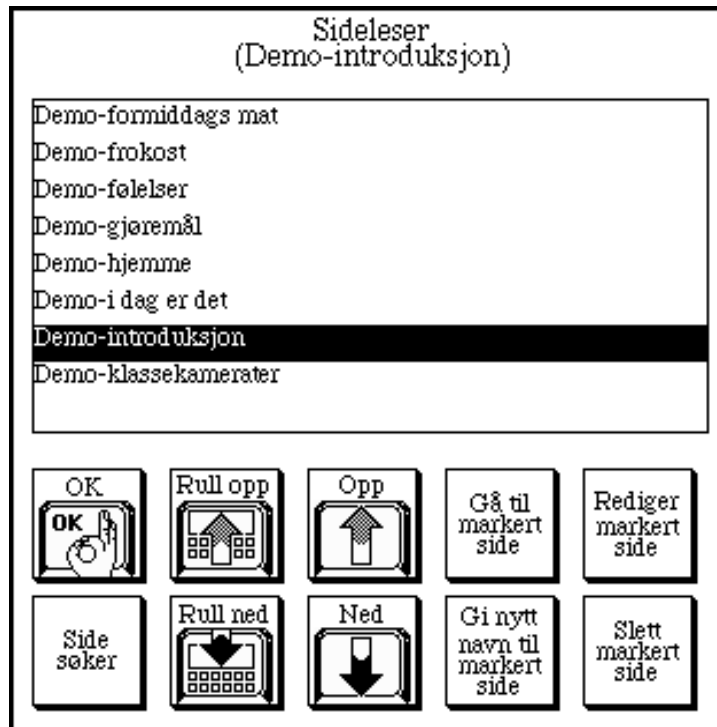 Sideleser
(Demo-introduksjon)
Demo-formiddags mat
Demo-frokost
Demo-følelser
Demo-gjøremål
Demo-hjemme
Demo-i dag er det
Demo-introduksjon
Demo-klassekamerater
OK
OK
Rull opp
Opp
Gå til
markert
side
Rediger
markert
side
Side
søker
Rull ned
Ned
Gi nytt
navn til
markert
side
Slett
markert
side